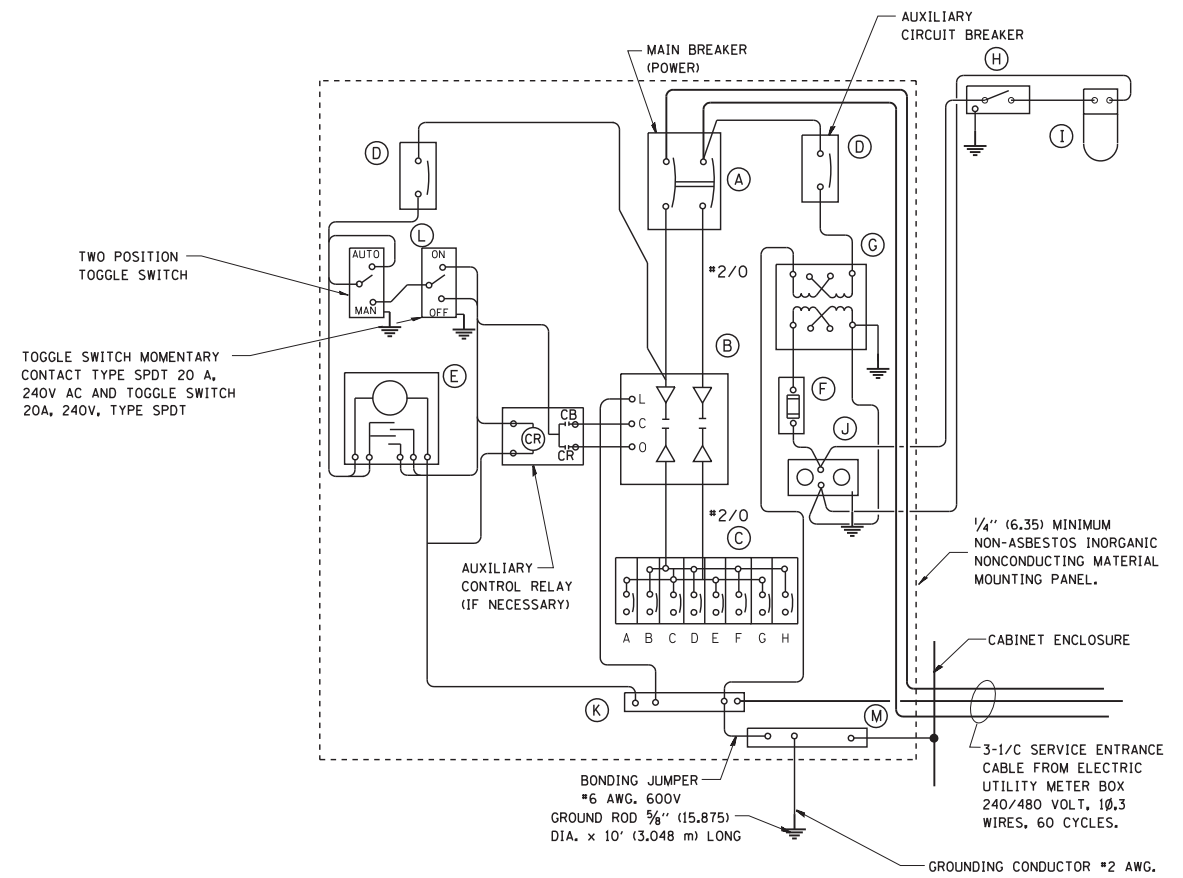 AUXILIARY
CIRCUIT BREAKER
MAIN BREAKER
(POWER)
H
I
D
A
D
L
G
AUTO
MAN
ON
OFF
TWO POSITION
TOGGLE SWITCH
#2/0
TOGGLE SWITCH MOMENTARY
CONTACT TYPE SPDT 20 A,
240V AC AND TOGGLE SWITCH
20A, 240V, TYPE SPDT
B
E
F
L
C
O
CB
CR
CR
J
#2/0
C
1/4" (6.35) MINIMUM
NON-ASBESTOS INORGANIC
NONCONDUCTING MATERIAL
MOUNTING PANEL.
AUXILIARY
CONTROL RELAY
(IF NECESSARY)
A B C D E F G H
CABINET ENCLOSURE
K
M
3-1/C SERVICE ENTRANCE
CABLE FROM ELECTRIC
UTILITY METER BOX
240/480 VOLT, 1Ø,3
WIRES, 60 CYCLES.
BONDING JUMPER
#6 AWG. 600V
GROUND ROD 5/8" (15.875)
DIA. x 10' (3.048 m) LONG
GROUNDING CONDUCTOR #2 AWG.